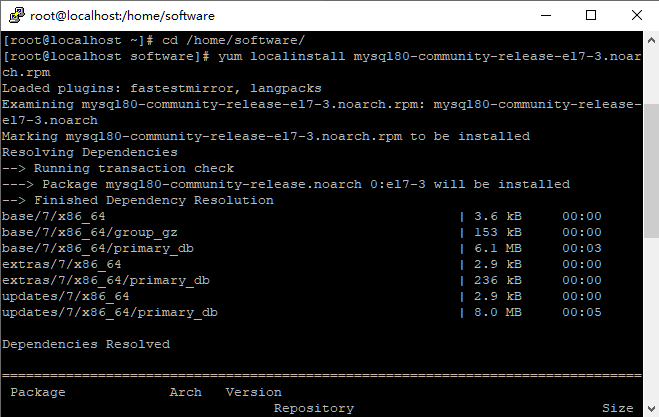 root@localhost:/home/software
[root@localhost ~]# cd /home/software/
[root@localhost software]# yum localinstall mysql80-community-release-el7-3.noar
ch.rpm
Loaded plugins: fastestmirror, langpacks
Examining mysql80-community-release-el7-3.noarch.rpm: mysql80-community-release-
el7-3.noarch
Marking mysql80-community-release-el7-3.noarch.rpm to be installed
Resolving Dependencies
--> Running transaction check
---> Package mysql80-community-release.noarch 0:el7-3 will be installed
--> Finished Dependency Resolution
base/7/x86_64 | 3.6 kB 00:00
base/7/x86_64/group_gz | 153 kB 00:00
base/7/x86_64/primary_db | 6.1 MB 00:03
extras/7/x86_64 | 2.9 kB 00:00
extras/7/x86_64/primary_db | 236 kB 00:00
updates/7/x86_64 | 2.9 kB 00:00
updates/7/x86_64/primary_db | 8.0 MB 00:05
Dependencies Resolved
================================================================================
Package Arch Version
Repository Size